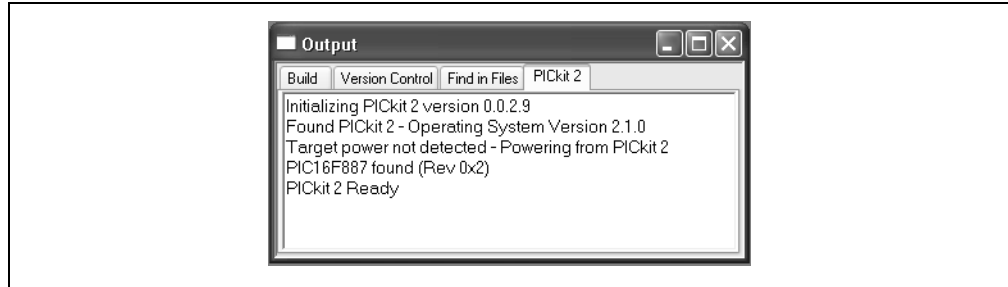 Output
Build Version Control Find in Files PICkit 2
Initializing PICkit 2 version 0.0.2.9
Found PICkit 2 - Operating System Version 2.1.0
Target power not detected - Powering from PICkit 2
PIC16F887 found (Rev 0x2)
PICkit 2 Ready